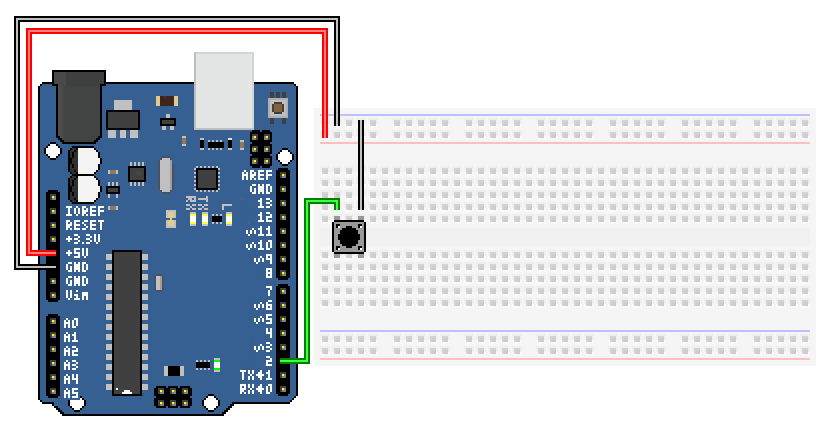 AREF
GND
13
12
~11
~10
~9
8
7
~6
~5
4
~3
2
TX→1
RX←0
IOREF
RESET
+3.3V
+5V
GND
GND
Vin
A0
A1
A2
A3
A4
A5
L